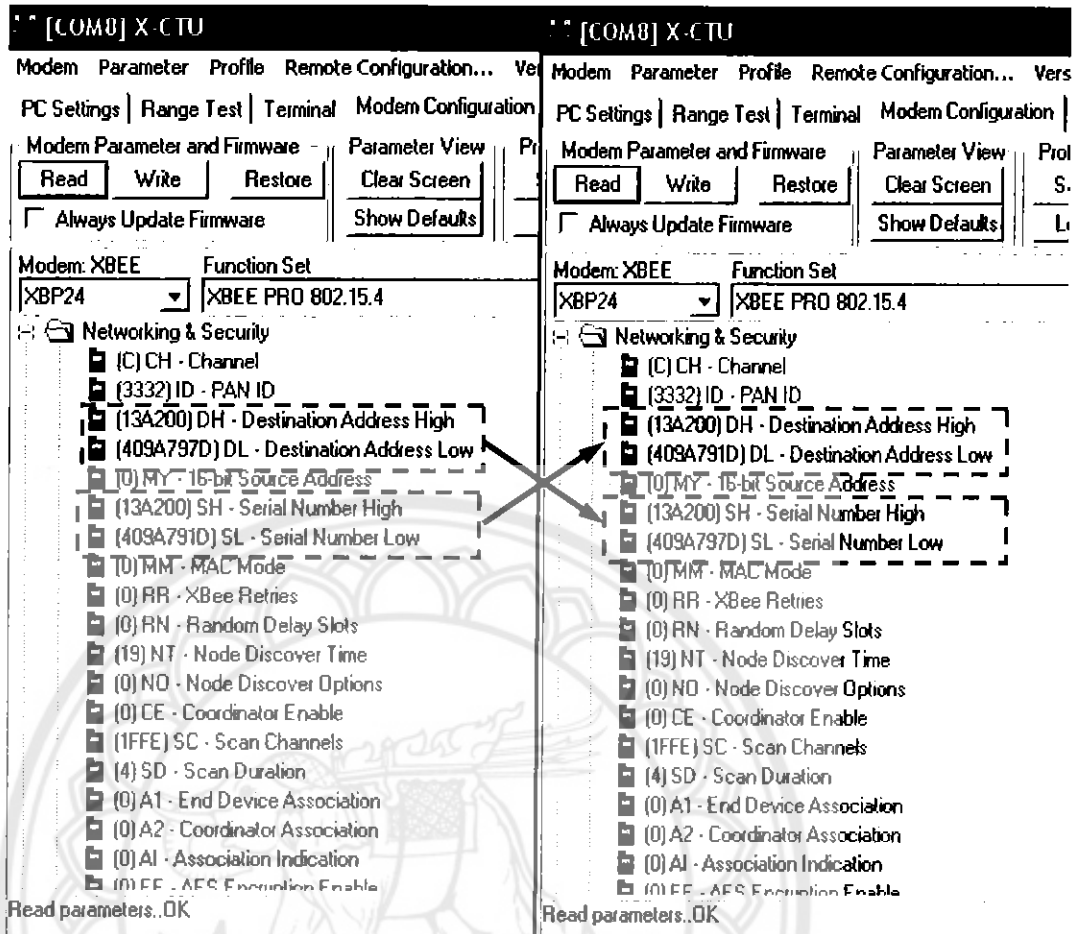 [COM8] X-CTU
Modem Parameter Profile Remote Configuration... Ver
PC Settings Range Test Terminal Modem Configuration
Modem Parameter and Firmware Parameter View Pr
Read Write Restore Clear Screen
Always Update Firmware Show Defaults
Modem: XBEE Function Set
XBP24 XBEE PRO 802.15.4
Networking & Security
(C) CH - Channel
(3332) ID - PAN ID
(13A200) DH - Destination Address High
(409A797D) DL - Destination Address Low
(0) MY - 16-bit Source Address
(13A200) SH - Serial Number High
(409A791D) SL - Serial Number Low
(0) MM - MAC Mode
(0) RR - XBee Retries
(0) RN - Random Delay Slots
(19) NT - Node Discover Time
(0) NO - Node Discover Options
(0) CE - Coordinator Enable
(1FFE) SC - Scan Channels
(4) SD - Scan Duration
(0) A1 - End Device Association
(0) A2 - Coordinator Association
(0) AI - Association Indication
(0) EE - AES Encryption Enable
Read parameters..OK
[COM8] X-CTU
Modem Parameter Profile Remote Configuration... Vers
PC Settings Range Test Terminal Modem Configuration
Modem Parameter and Firmware Parameter View Prof
Read Write Restore Clear Screen S
Always Update Firmware Show Defaults L
Modem: XBEE Function Set
XBP24 XBEE PRO 802.15.4
Networking & Security
(C) CH - Channel
(3332) ID - PAN ID
(13A200) DH - Destination Address High
(409A791D) DL - Destination Address Low
(0) MY - 16-bit Source Address
(13A200) SH - Serial Number High
(409A797D) SL - Serial Number Low
(0) MM - MAC Mode
(0) RR - XBee Retries
(0) RN - Random Delay Slots
(19) NT - Node Discover Time
(0) NO - Node Discover Options
(0) CE - Coordinator Enable
(1FFE) SC - Scan Channels
(4) SD - Scan Duration
(0) A1 - End Device Association
(0) A2 - Coordinator Association
(0) AI - Association Indication
(0) EE - AES Encryption Enable
Read parameters..OK